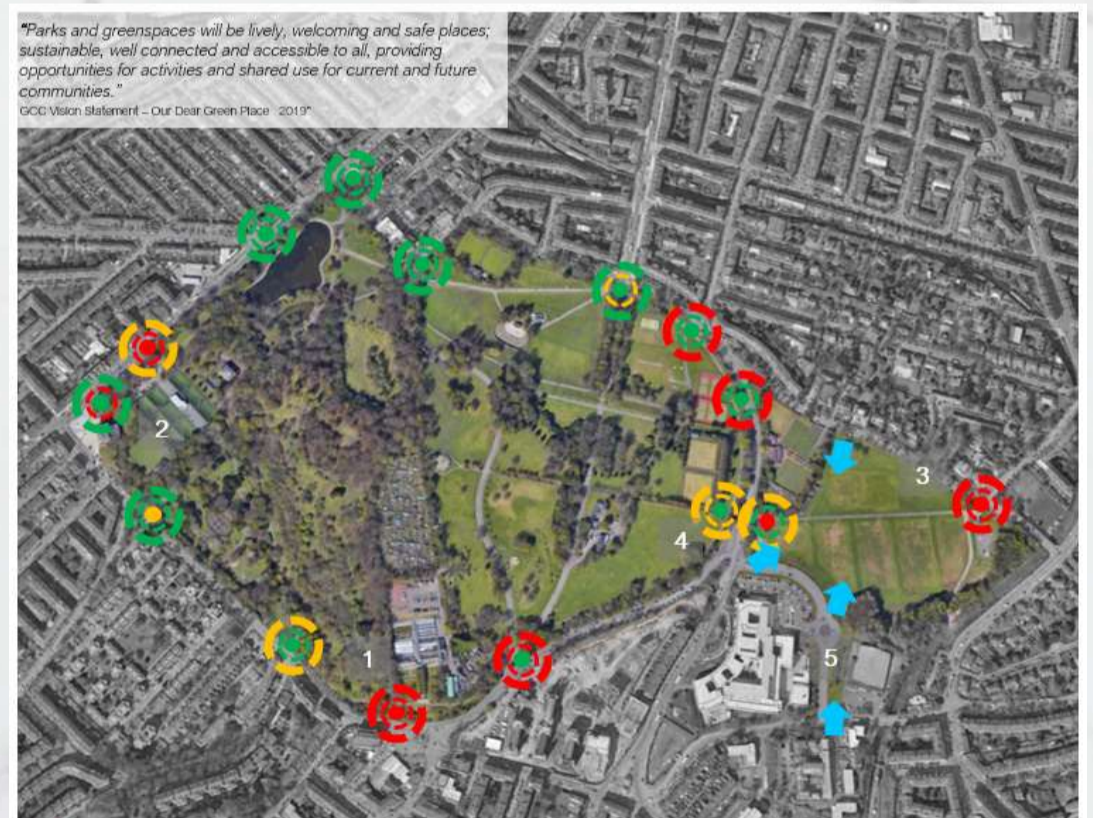 "Parks and greenspaces will be lively, welcoming and safe places;
sustainable, well connected and accessible to all, providing
opportunities for activities and shared use for current and future
communities."
GCC Vision Statement – Our Dear Green Place 2019"
2
3
4
1
5